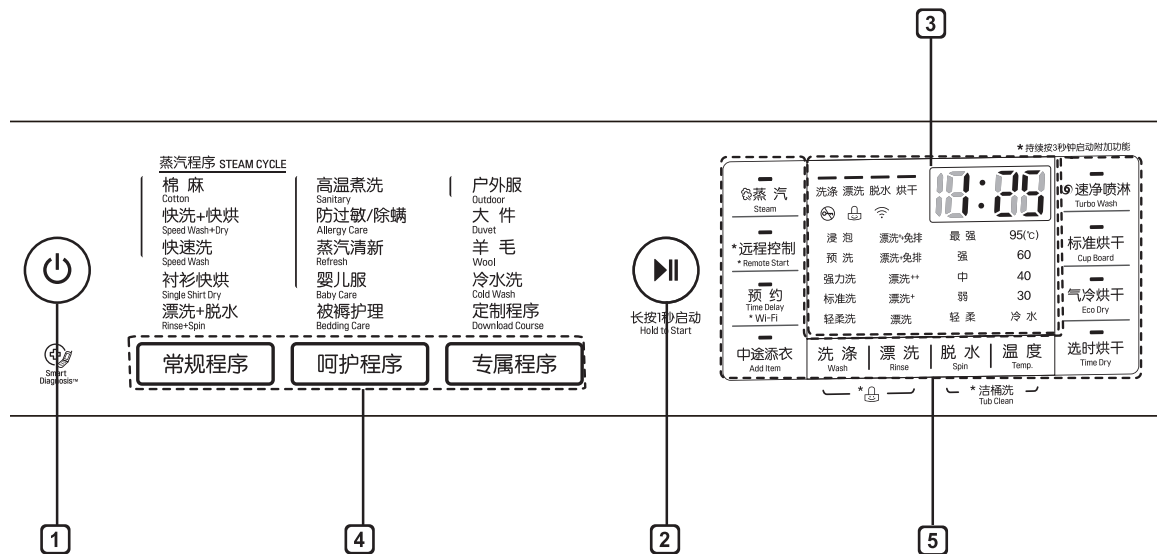 3
* 持续按3秒钟启动附加功能
蒸汽程序 STEAM CYCLE
棉 麻
Cotton
快洗+快烘
Speed Wash+Dry
快速洗
Speed Wash
衬衫快烘
Single Shirt Dry
漂洗+脱水
Rinse+Spin
高温煮洗
Sanitary
防过敏/除螨
Allergy Care
蒸汽清新
Refresh
婴儿服
Baby Care
被褥护理
Bedding Care
户外服
Outdoor
大 件
Duvet
羊 毛
Wool
冷水洗
Cold Wash
定制程序
Download Course
常规程序
呵护程序
专属程序
Smart
Diagnosis™
长按1秒启动
Hold to Start
蒸 汽
Steam
*远程控制
* Remote Start
预 约
Time Delay
* Wi-Fi
中途添衣
Add Item
洗涤 漂洗 脱水 烘干
1:25
浸 泡 漂洗++免排 最 强 95(℃)
预 洗 漂洗+免排 强 60
强力洗 漂洗++ 中 40
标准洗 漂洗+ 弱 30
轻柔洗 漂洗 轻 柔 冷 水
洗 涤 漂 洗 脱 水 温 度
Wash Rinse Spin Temp.
速净喷淋
Turbo Wash
标准烘干
Cup Board
气冷烘干
Eco Dry
选时烘干
Time Dry
*
* 洁桶洗
Tub Clean
1
4
2
5